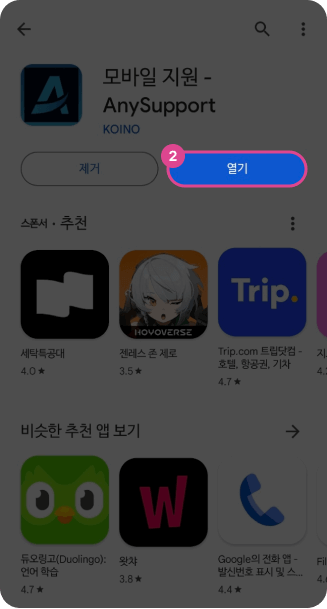 모바일 지원 -
AnySupport
KOINO
제거
2
열기
스폰서 · 추천
Trip.
HOYOVERSE
세탁특공대
4.0★
젠레스 존 제로
3.5★
Trip.com 트립닷컴 -
호텔, 항공권, 기차
4.7★
지
4.
비슷한 추천 앱 보기
W
듀오링고(Duolingo):
언어 학습
4.7★
왓챠
3.8★
Google의 전화 앱 -
발신번호 표시 및 스...
4.4★
Fil
4.